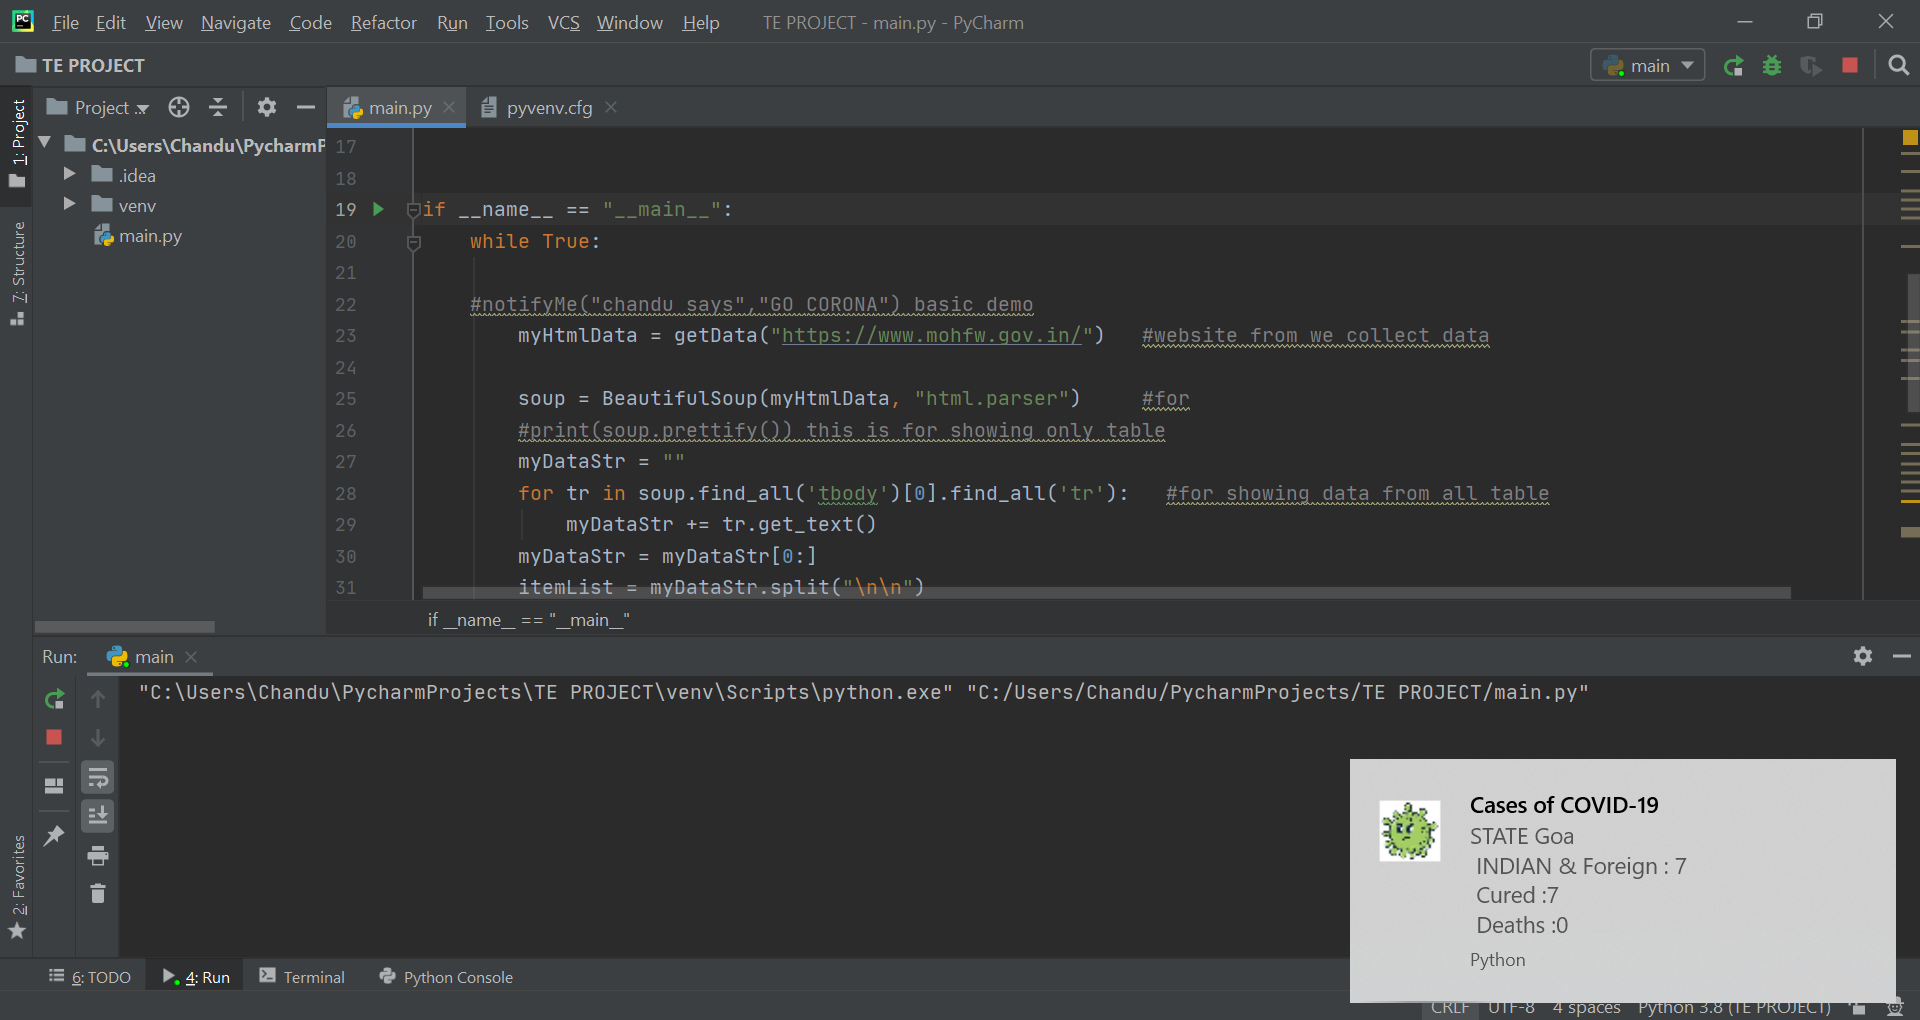 File Edit View Navigate Code Refactor Run Tools VCS Window Help TE PROJECT - main.py - PyCharm
TE PROJECT
main
1: Project
Project
main.py
pyvenv.cfg
C:\Users\Chandu\PycharmP
.idea
venv
main.py
7: Structure
2: Favorites
17
18
19 if __name__ == "__main__":
20 while True:
21
22 #notifyMe("chandu says","GO CORONA") basic demo
23 myHtmlData = getData("https://www.mohfw.gov.in/") #website from we collect data
24
25 soup = BeautifulSoup(myHtmlData, "html.parser") #for
26 #print(soup.prettify()) this is for showing only table
27 myDataStr = ""
28 for tr in soup.find_all('tbody')[0].find_all('tr'): #for showing data from all table
29 myDataStr += tr.get_text()
30 myDataStr = myDataStr[0:]
31 itemList = myDataStr.split("\n\n")
if __name__ == "__main__"
Run: main
"C:\Users\Chandu\PycharmProjects\TE PROJECT\venv\Scripts\python.exe" "C:/Users/Chandu/PycharmProjects/TE PROJECT/main.py"
Cases of COVID-19
STATE Goa
INDIAN & Foreign : 7
Cured :7
Deaths :0
Python
6: TODO 4: Run Terminal Python Console
CRLF UTF-8 4 spaces Python 3.8 (TE PROJECT)